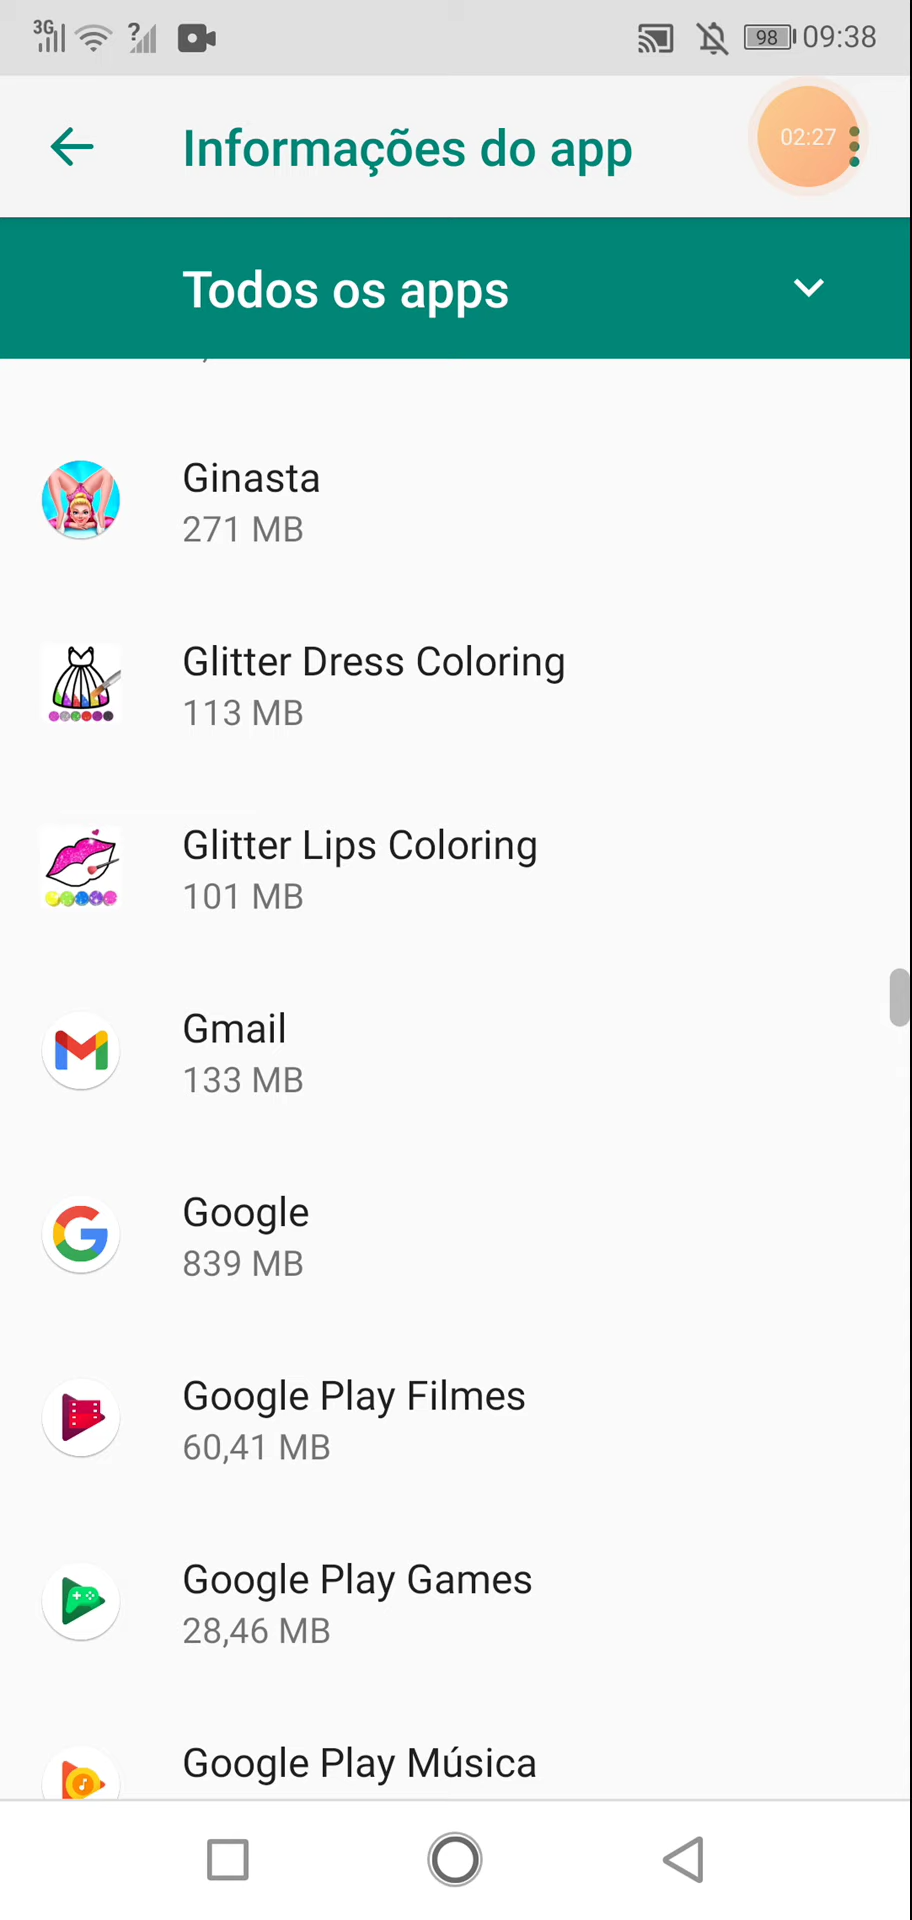 3G ? 98 09:38
Informações do app 02:27
Todos os apps
Ginasta
271 MB
Glitter Dress Coloring
113 MB
Glitter Lips Coloring
101 MB
Gmail
133 MB
Google
839 MB
Google Play Filmes
60,41 MB
Google Play Games
28,46 MB
Google Play Música